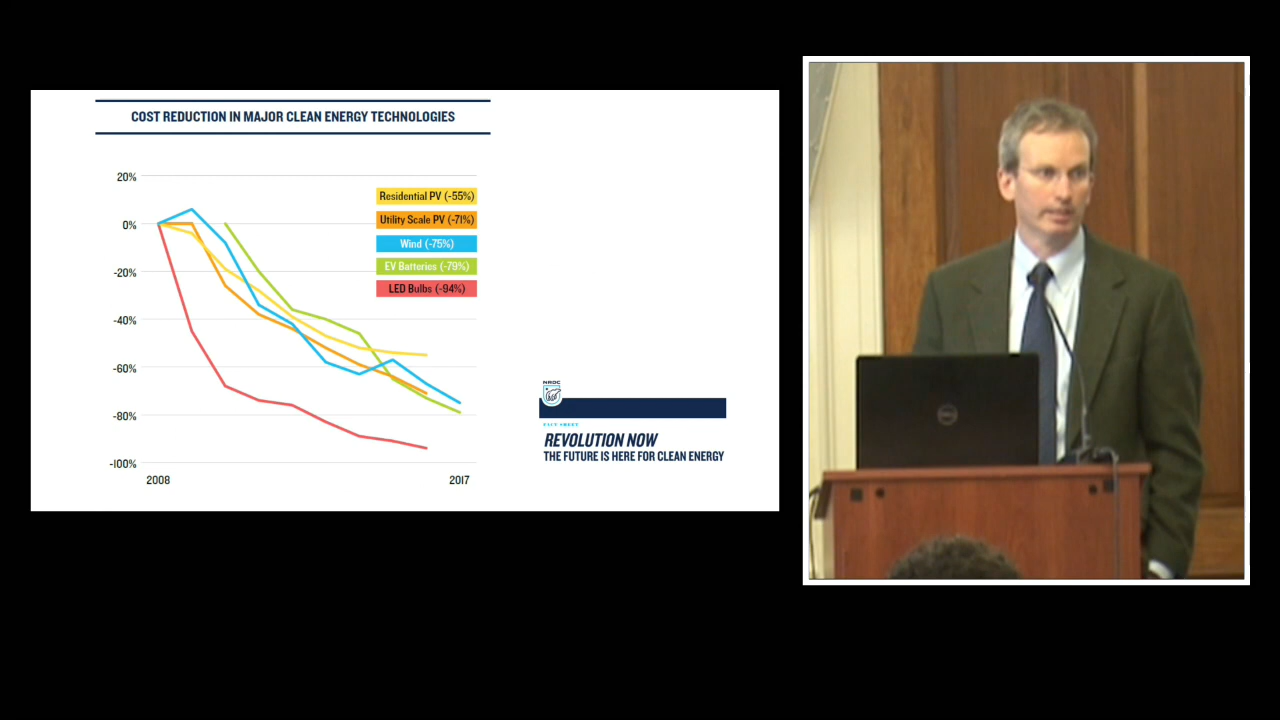 COST REDUCTION IN MAJOR CLEAN ENERGY TECHNOLOGIES
20%
0%
-20%
-40%
-60%
-80%
-100%
2008
2017
Residential PV (-55%)
Utility Scale PV (-71%)
Wind (-75%)
EV Batteries (-79%)
LED Bulbs (-94%)
NRDC
FACT SHEET
REVOLUTION NOW
THE FUTURE IS HERE FOR CLEAN ENERGY
DELL